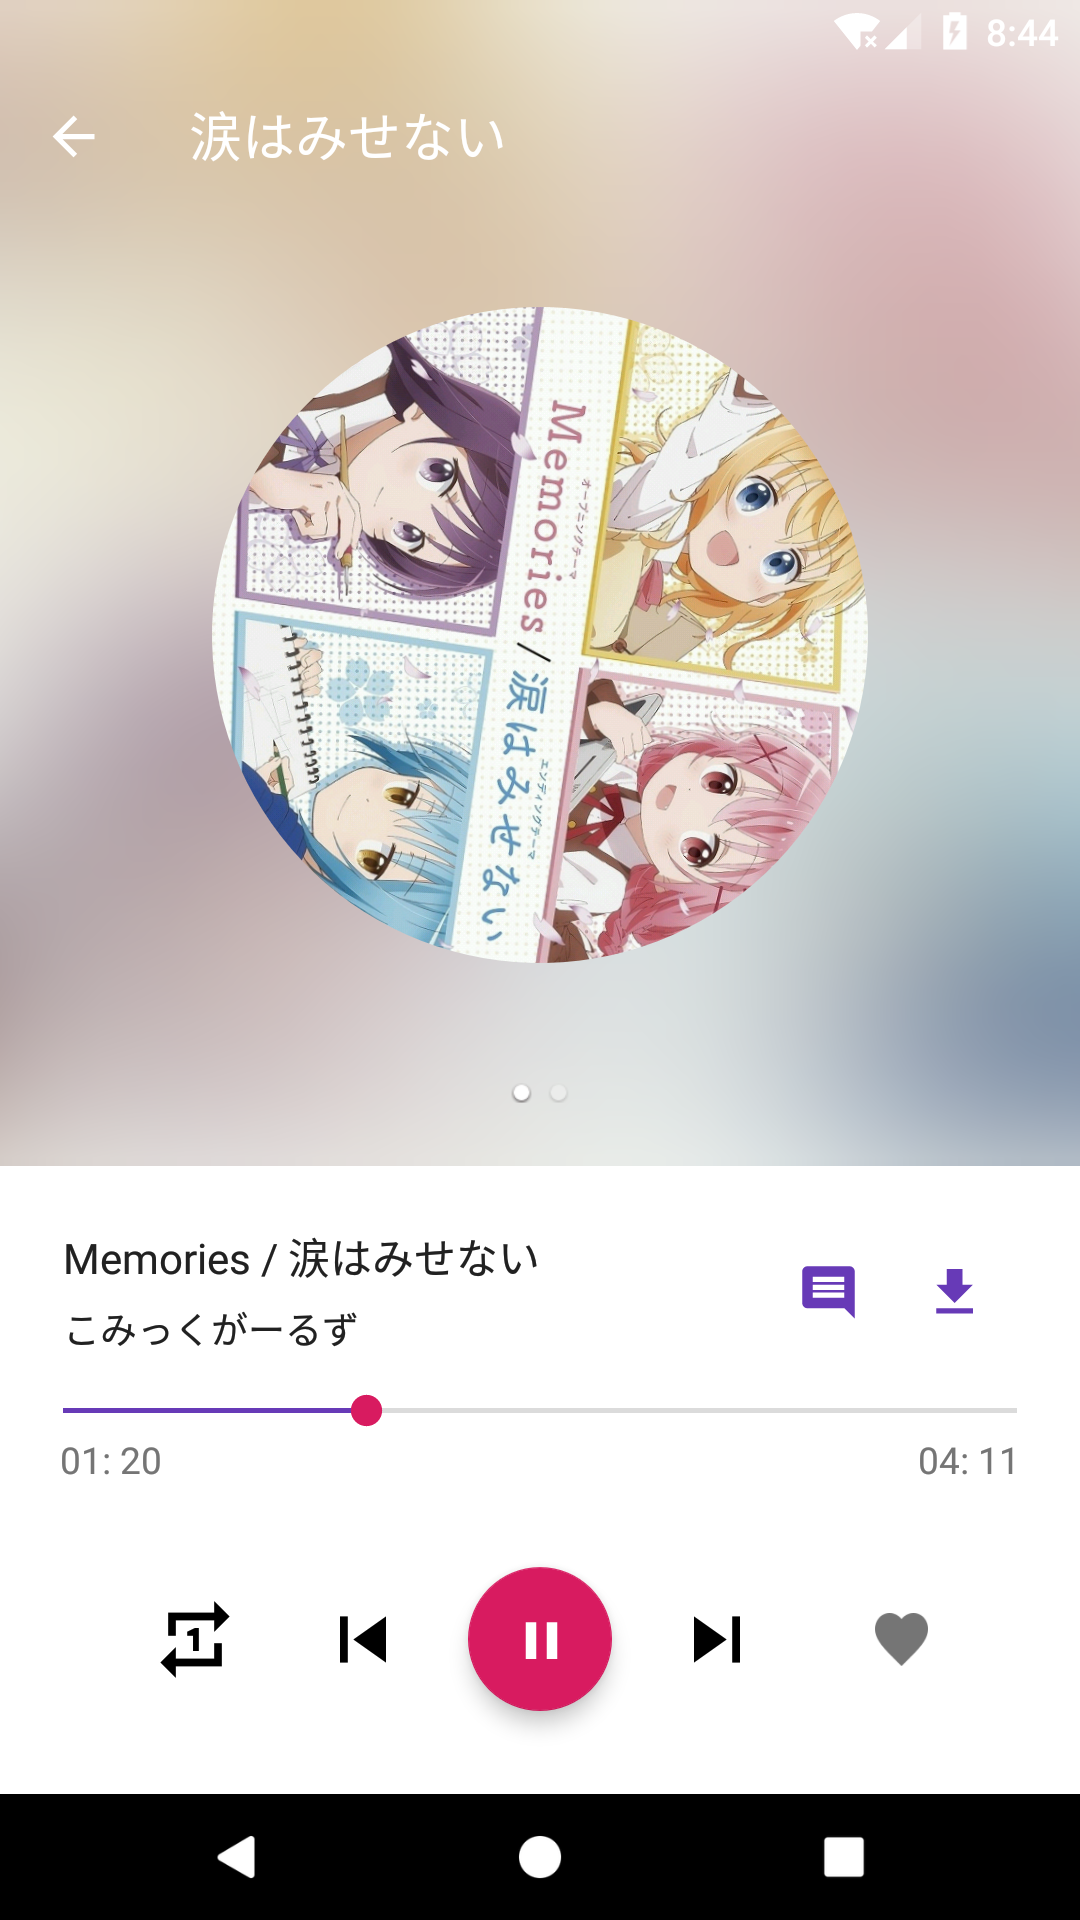 8:44
涙はみせない
オープニングテーマ
Memories / 涙はみせない
エンディングテーマ
Memories / 涙はみせない
こみっくがーるず
01: 20
04: 11
1